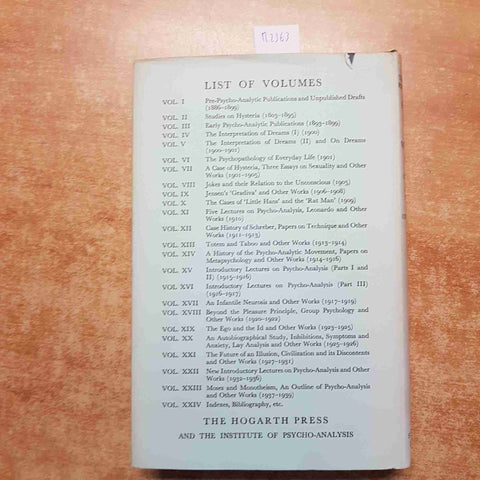 П2363
LIST OF VOLUMES
VOL. I Pre-Psycho-Analytic Publications and Unpublished Drafts
(1886-1899)
VOL. II Studies on Hysteria (1893-1895)
VOL. III Early Psycho-Analytic Publications (1893-1899)
VOL. IV The Interpretation of Dreams (I) (1900)
VOL. V The Interpretation of Dreams (II) and On Dreams
(1900-1901)
VOL. VI The Psychopathology of Everyday Life (1901)
VOL. VII A Case of Hysteria, Three Essays on Sexuality and Other
Works (1901-1905)
VOL. VIII Jokes and their Relation to the Unconscious (1905)
VOL. IX Jensen's 'Gradiva' and Other Works (1906-1908)
VOL. X The Cases of 'Little Hans' and the 'Rat Man' (1909)
VOL. XI Five Lectures on Psycho-Analysis, Leonardo and Other
Works (1910)
VOL. XII Case History of Schreber, Papers on Technique and Other
Works (1911-1913)
VOL. XIII Totem and Taboo and Other Works (1913-1914)
VOL. XIV A History of the Psycho-Analytic Movement, Papers on
Metapsychology and Other Works (1914-1916)
VOL. XV Introductory Lectures on Psycho-Analysis (Parts I and
II) (1915-1916)
VOL. XVI Introductory Lectures on Psycho-Analysis (Part III)
(1916-1917)
VOL. XVII An Infantile Neurosis and Other Works (1917-1919)
VOL. XVIII Beyond the Pleasure Principle, Group Psychology and
Other Works (1920-1922)
VOL. XIX The Ego and the Id and Other Works (1923-1925)
VOL. XX An Autobiographical Study, Inhibitions, Symptoms and
Anxiety, Lay Analysis and Other Works (1925-1926)
VOL. XXI The Future of an Illusion, Civilization and its Discontents
and Other Works (1927-1931)
VOL. XXII New Introductory Lectures on Psycho-Analysis and Other
Works (1932-1936)
VOL. XXIII Moses and Monotheism, An Outline of Psycho-Analysis
and Other Works (1937-1939)
VOL. XXIV Indexes, Bibliography, etc.
THE HOGARTH PRESS
AND THE INSTITUTE OF PSYCHO-ANALYSIS